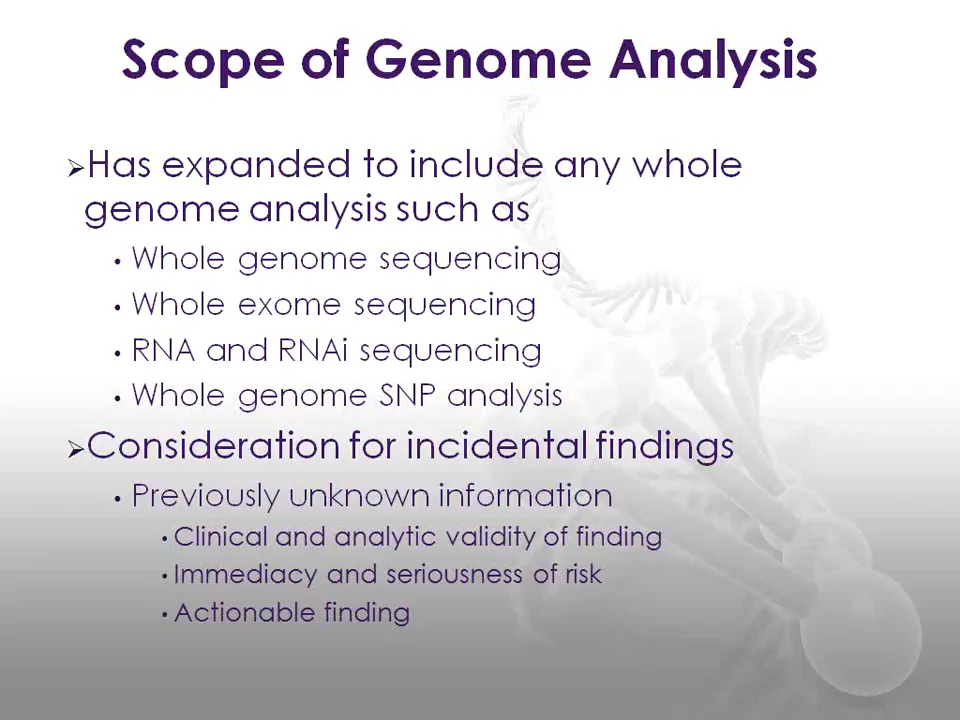 Scope of Genome Analysis
➢Has expanded to include any whole
genome analysis such as
• Whole genome sequencing
• Whole exome sequencing
• RNA and RNAi sequencing
• Whole genome SNP analysis
➢Consideration for incidental findings
• Previously unknown information
• Clinical and analytic validity of finding
• Immediacy and seriousness of risk
• Actionable finding